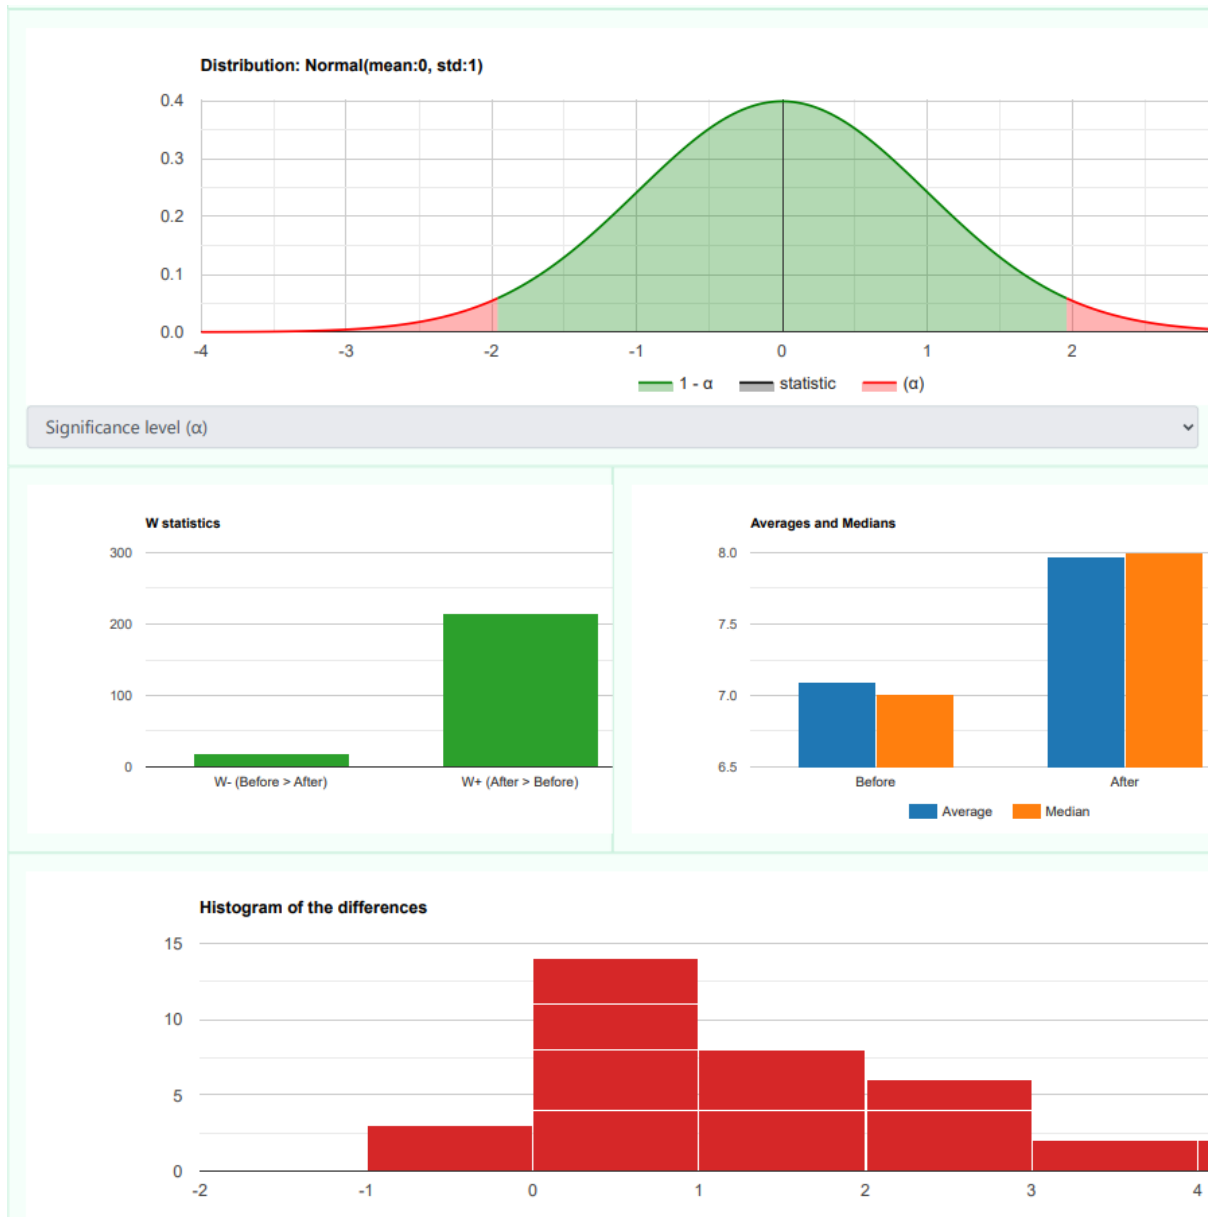 Distribution: Normal(mean:0, std:1)
0.4
0.3
0.2
0.1
0.0
-4 -3 -2 -1 0 1 2
1 - α statistic (α)
Significance level (α)
W statistics
300
200
100
0
W- (Before > After) W+ (After > Before)
Averages and Medians
8.0
7.5
7.0
6.5
Before After
Average Median
Histogram of the differences
15
10
5
0
-2 -1 0 1 2 3 4